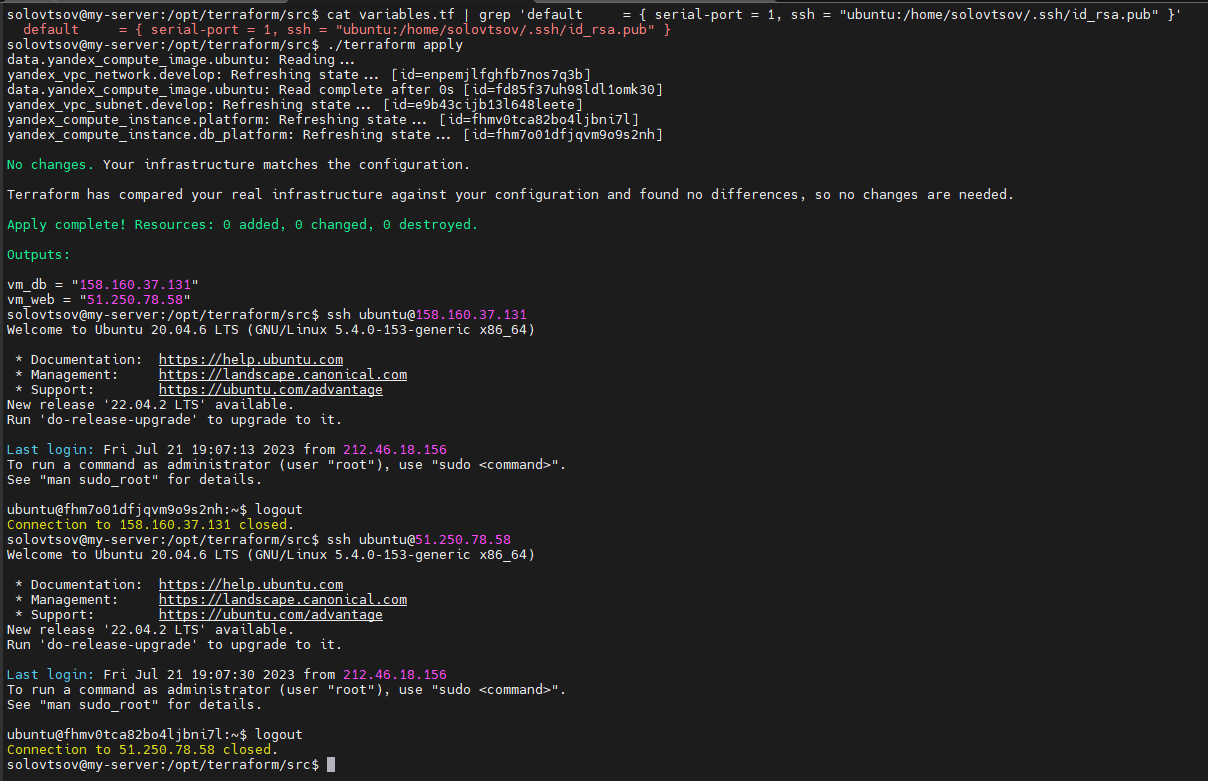 solovtsov@my-server:/opt/terraform/src$ cat variables.tf | grep 'default     = { serial-port = 1, ssh = "ubuntu:/home/solovtsov/.ssh/id_rsa.pub" }'
  default     = { serial-port = 1, ssh = "ubuntu:/home/solovtsov/.ssh/id_rsa.pub" }
solovtsov@my-server:/opt/terraform/src$ ./terraform apply
data.yandex_compute_image.ubuntu: Reading...
yandex_vpc_network.develop: Refreshing state... [id=enpemjlfghfb7nos7q3b]
data.yandex_compute_image.ubuntu: Read complete after 0s [id=fd85f37uh98ldl1omk30]
yandex_vpc_subnet.develop: Refreshing state... [id=e9b43cijb13l648leete]
yandex_compute_instance.platform: Refreshing state... [id=fhmv0tca82bo4ljbni7l]
yandex_compute_instance.db_platform: Refreshing state... [id=fhm7o01dfjqvm9o9s2nh]

No changes. Your infrastructure matches the configuration.

Terraform has compared your real infrastructure against your configuration and found no differences, so no changes are needed.

Apply complete! Resources: 0 added, 0 changed, 0 destroyed.

Outputs:

vm_db = "158.160.37.131"
vm_web = "51.250.78.58"
solovtsov@my-server:/opt/terraform/src$ ssh ubuntu@158.160.37.131
Welcome to Ubuntu 20.04.6 LTS (GNU/Linux 5.4.0-153-generic x86_64)

 * Documentation:  https://help.ubuntu.com
 * Management:     https://landscape.canonical.com
 * Support:        https://ubuntu.com/advantage
New release '22.04.2 LTS' available.
Run 'do-release-upgrade' to upgrade to it.

Last login: Fri Jul 21 19:07:13 2023 from 212.46.18.156
To run a command as administrator (user "root"), use "sudo <command>".
See "man sudo_root" for details.

ubuntu@fhm7o01dfjqvm9o9s2nh:~$ logout
Connection to 158.160.37.131 closed.
solovtsov@my-server:/opt/terraform/src$ ssh ubuntu@51.250.78.58
Welcome to Ubuntu 20.04.6 LTS (GNU/Linux 5.4.0-153-generic x86_64)

 * Documentation:  https://help.ubuntu.com
 * Management:     https://landscape.canonical.com
 * Support:        https://ubuntu.com/advantage
New release '22.04.2 LTS' available.
Run 'do-release-upgrade' to upgrade to it.

Last login: Fri Jul 21 19:07:30 2023 from 212.46.18.156
To run a command as administrator (user "root"), use "sudo <command>".
See "man sudo_root" for details.

ubuntu@fhmv0tca82bo4ljbni7l:~$ logout
Connection to 51.250.78.58 closed.
solovtsov@my-server:/opt/terraform/src$